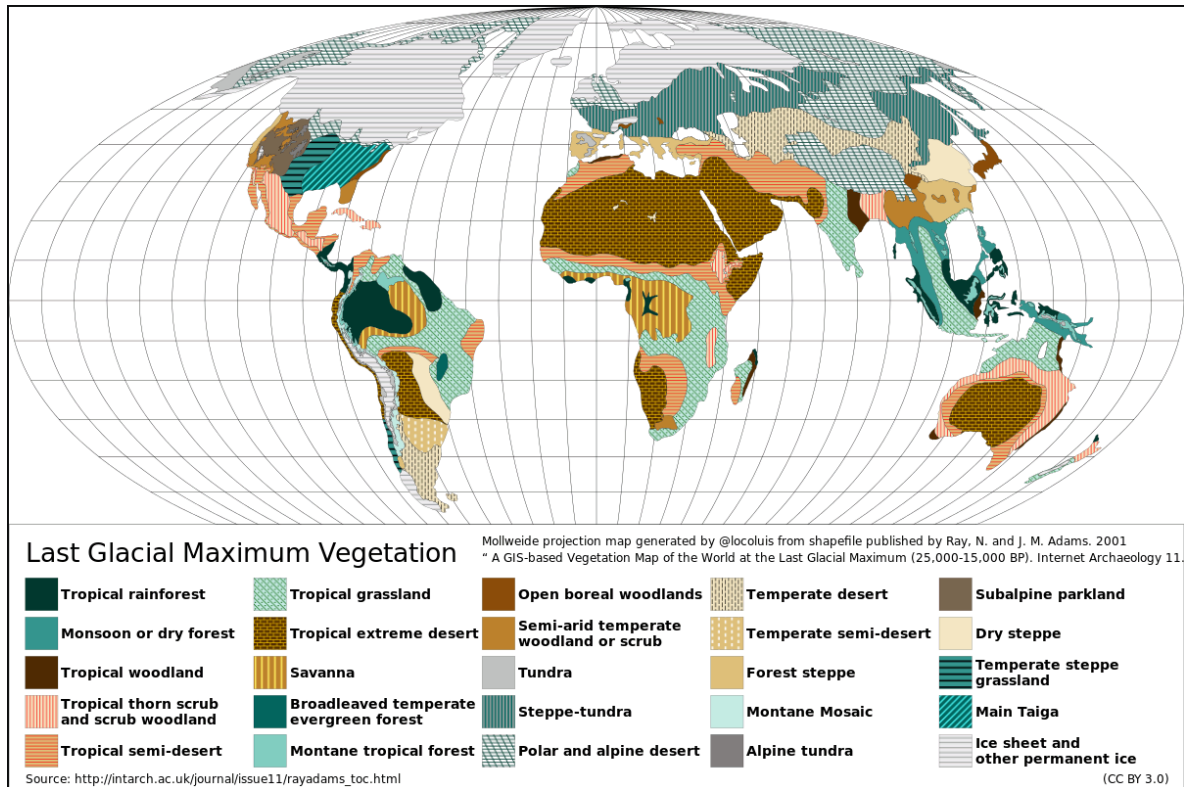 Last Glacial Maximum Vegetation
Mollweide projection map generated by @locoluis from shapefile published by Ray, N. and J. M. Adams. 2001
“ A GIS-based Vegetation Map of the World at the Last Glacial Maximum (25,000-15,000 BP). Internet Archaeology 11.
Tropical rainforest
Monsoon or dry forest
Tropical woodland
Tropical thorn scrub
and scrub woodland
Tropical semi-desert
Tropical grassland
Tropical extreme desert
Savanna
Broadleaved temperate
evergreen forest
Montane tropical forest
Open boreal woodlands
Semi-arid temperate
woodland or scrub
Tundra
Steppe-tundra
Polar and alpine desert
Temperate desert
Temperate semi-desert
Forest steppe
Montane Mosaic
Alpine tundra
Subalpine parkland
Dry steppe
Temperate steppe
grassland
Main Taiga
Ice sheet and
other permanent ice
Source: http://intarch.ac.uk/journal/issue11/rayadams_toc.html
(CC BY 3.0)